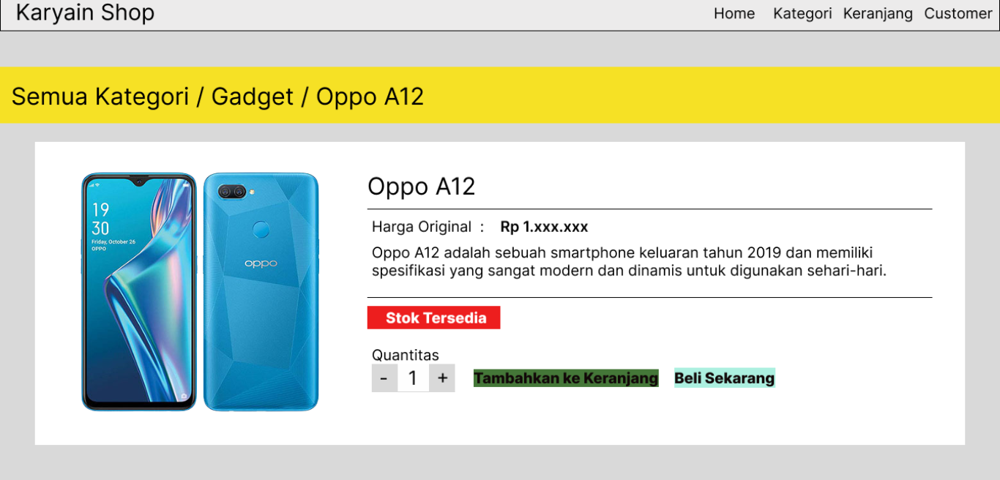 Karyain Shop
Home Kategori Keranjang Customer
Semua Kategori / Gadget / Oppo A12
19
30
Friday, October 26
OPPO
oppo
Oppo A12
Harga Original : Rp 1.xxx.xxx
Oppo A12 adalah sebuah smartphone keluaran tahun 2019 dan memiliki
spesifikasi yang sangat modern dan dinamis untuk digunakan sehari-hari.
Stok Tersedia
Quantitas
- 1 + Tambahkan ke Keranjang Beli Sekarang